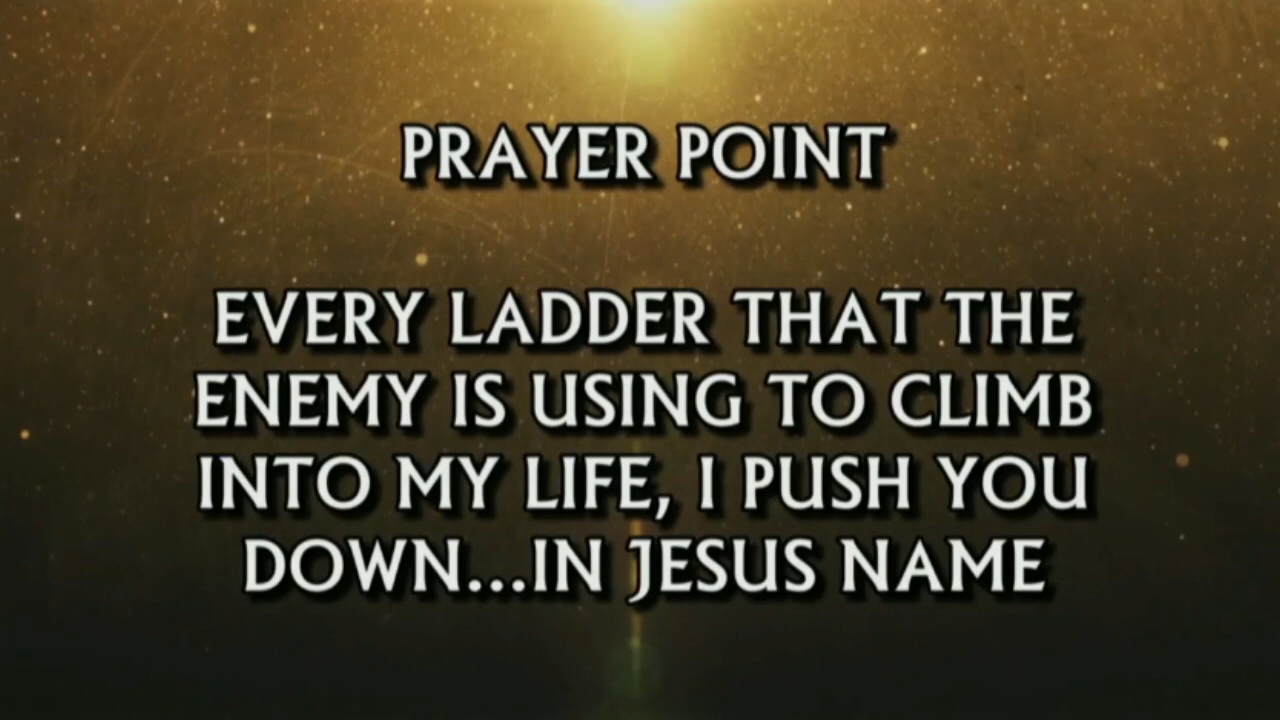 PRAYER POINT
EVERY LADDER THAT THE
ENEMY IS USING TO CLIMB
INTO MY LIFE, I PUSH YOU
DOWN...IN JESUS NAME